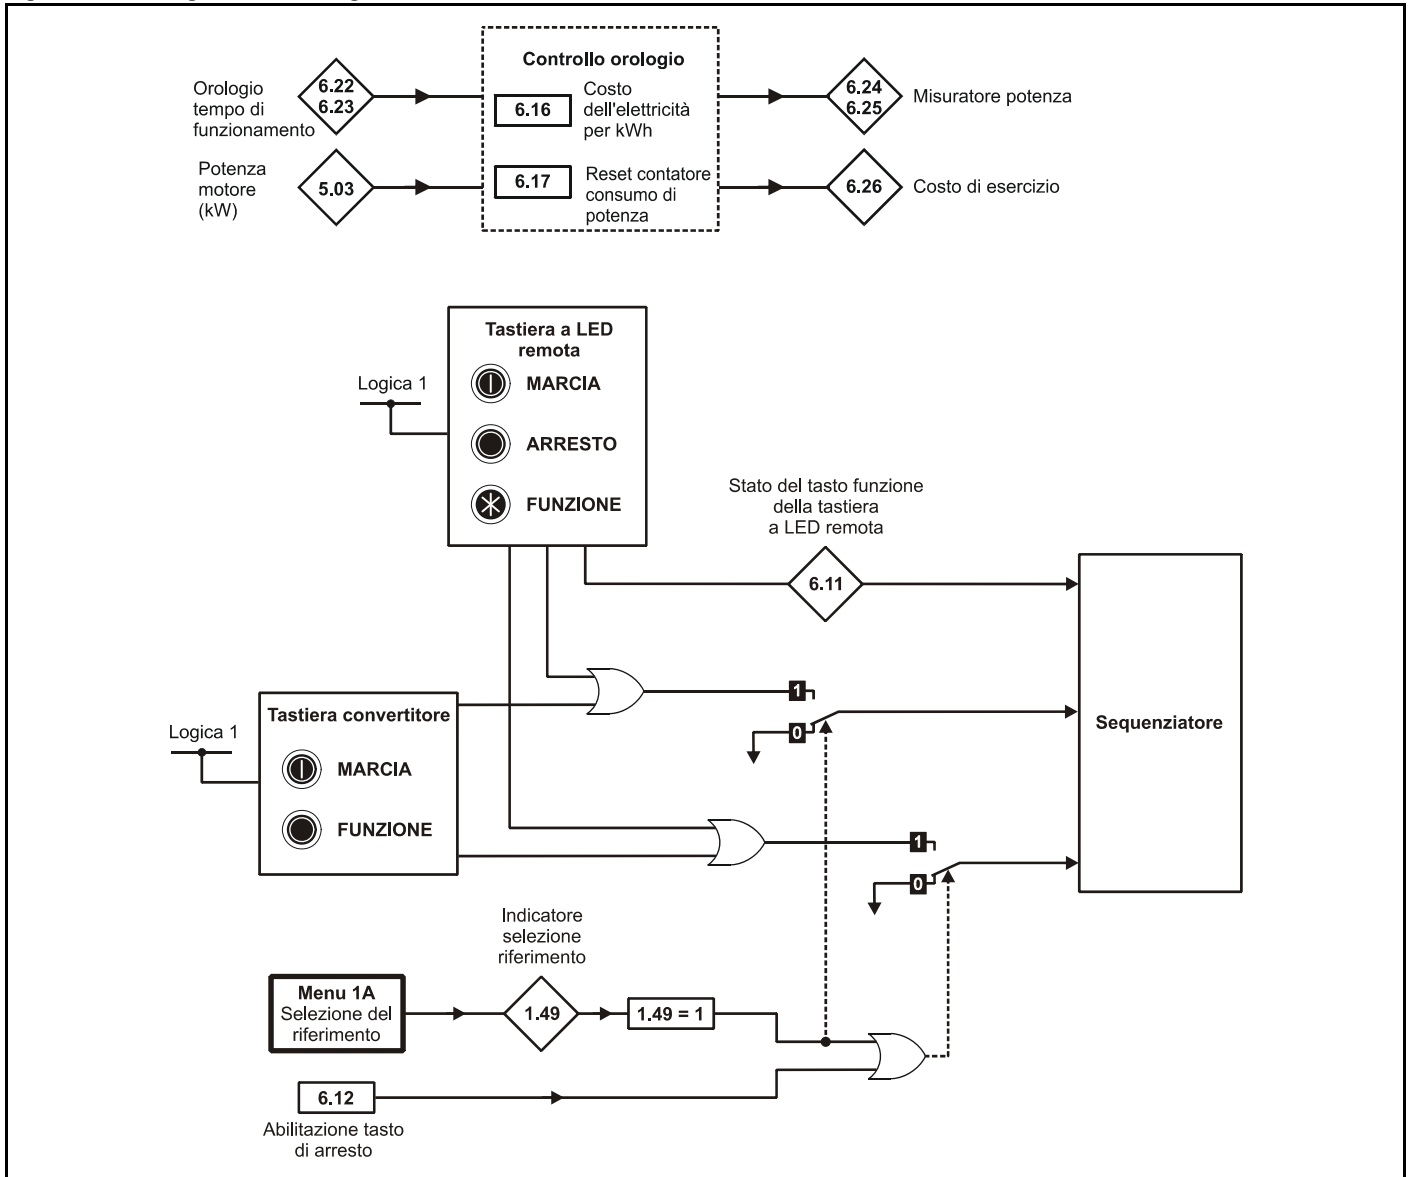 Controllo orologio
Orologio
tempo di
funzionamento
6.22
6.23
6.16
Costo
dell'elettricità
per kWh
6.24
6.25
Misuratore potenza
Potenza
motore
(kW)
5.03
6.17
Reset contatore
consumo di
potenza
6.26
Costo di esercizio
Tastiera a LED
remota
Logica 1
MARCIA
ARRESTO
FUNZIONE
Stato del tasto funzione
della tastiera
a LED remota
6.11
Sequenziatore
1
0
Tastiera convertitore
Logica 1
MARCIA
FUNZIONE
1
0
Indicatore
selezione
riferimento
Menu 1A
Selezione del
riferimento
1.49
1.49 = 1
6.12
Abilitazione tasto
di arresto